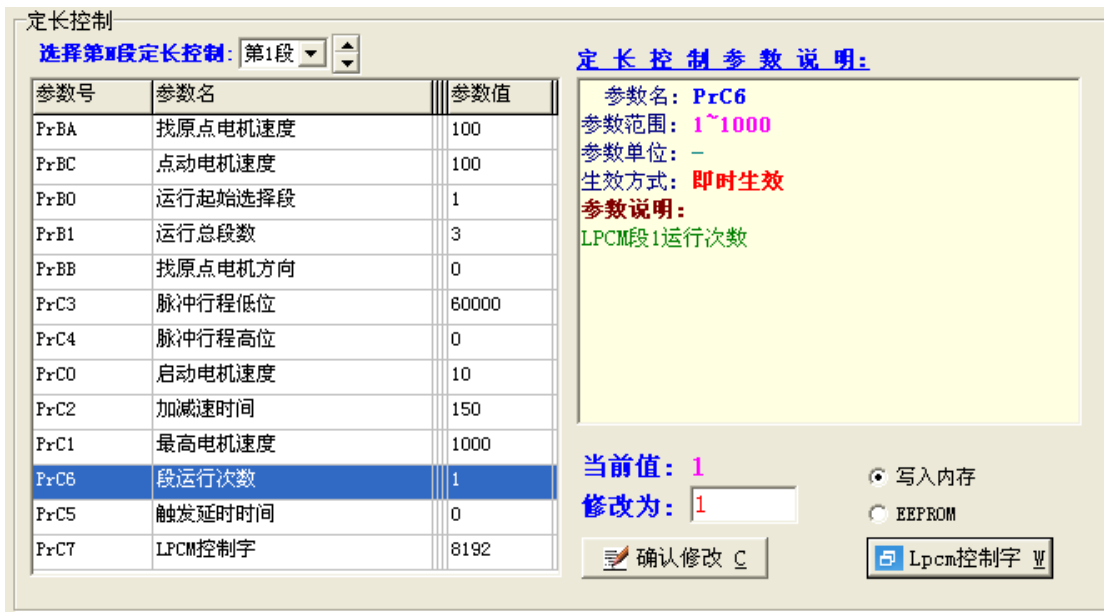 定长控制
选择第N段定长控制: 第1段
参数号 参数名 参数值
PrBA 找原点电机速度 100
PrBC 点动电机速度 100
PrB0 运行起始选择段 1
PrB1 运行总段数 3
PrBB 找原点电机方向 0
PrC3 脉冲行程低位 60000
PrC4 脉冲行程高位 0
PrC0 启动电机速度 10
PrC2 加减速时间 150
PrC1 最高电机速度 1000
PrC6 段运行次数 1
PrC5 触发延时时间 0
PrC7 LPCM控制字 8192
定 长 控 制 参 数 说 明:
参数名: PrC6
参数范围: 1~1000
参数单位: -
生效方式: 即时生效
参数说明:
LPCM段1运行次数
当前值: 1
修改为: 1
写入内存
EEPROM
确认修改 C
Lpcm控制字 W